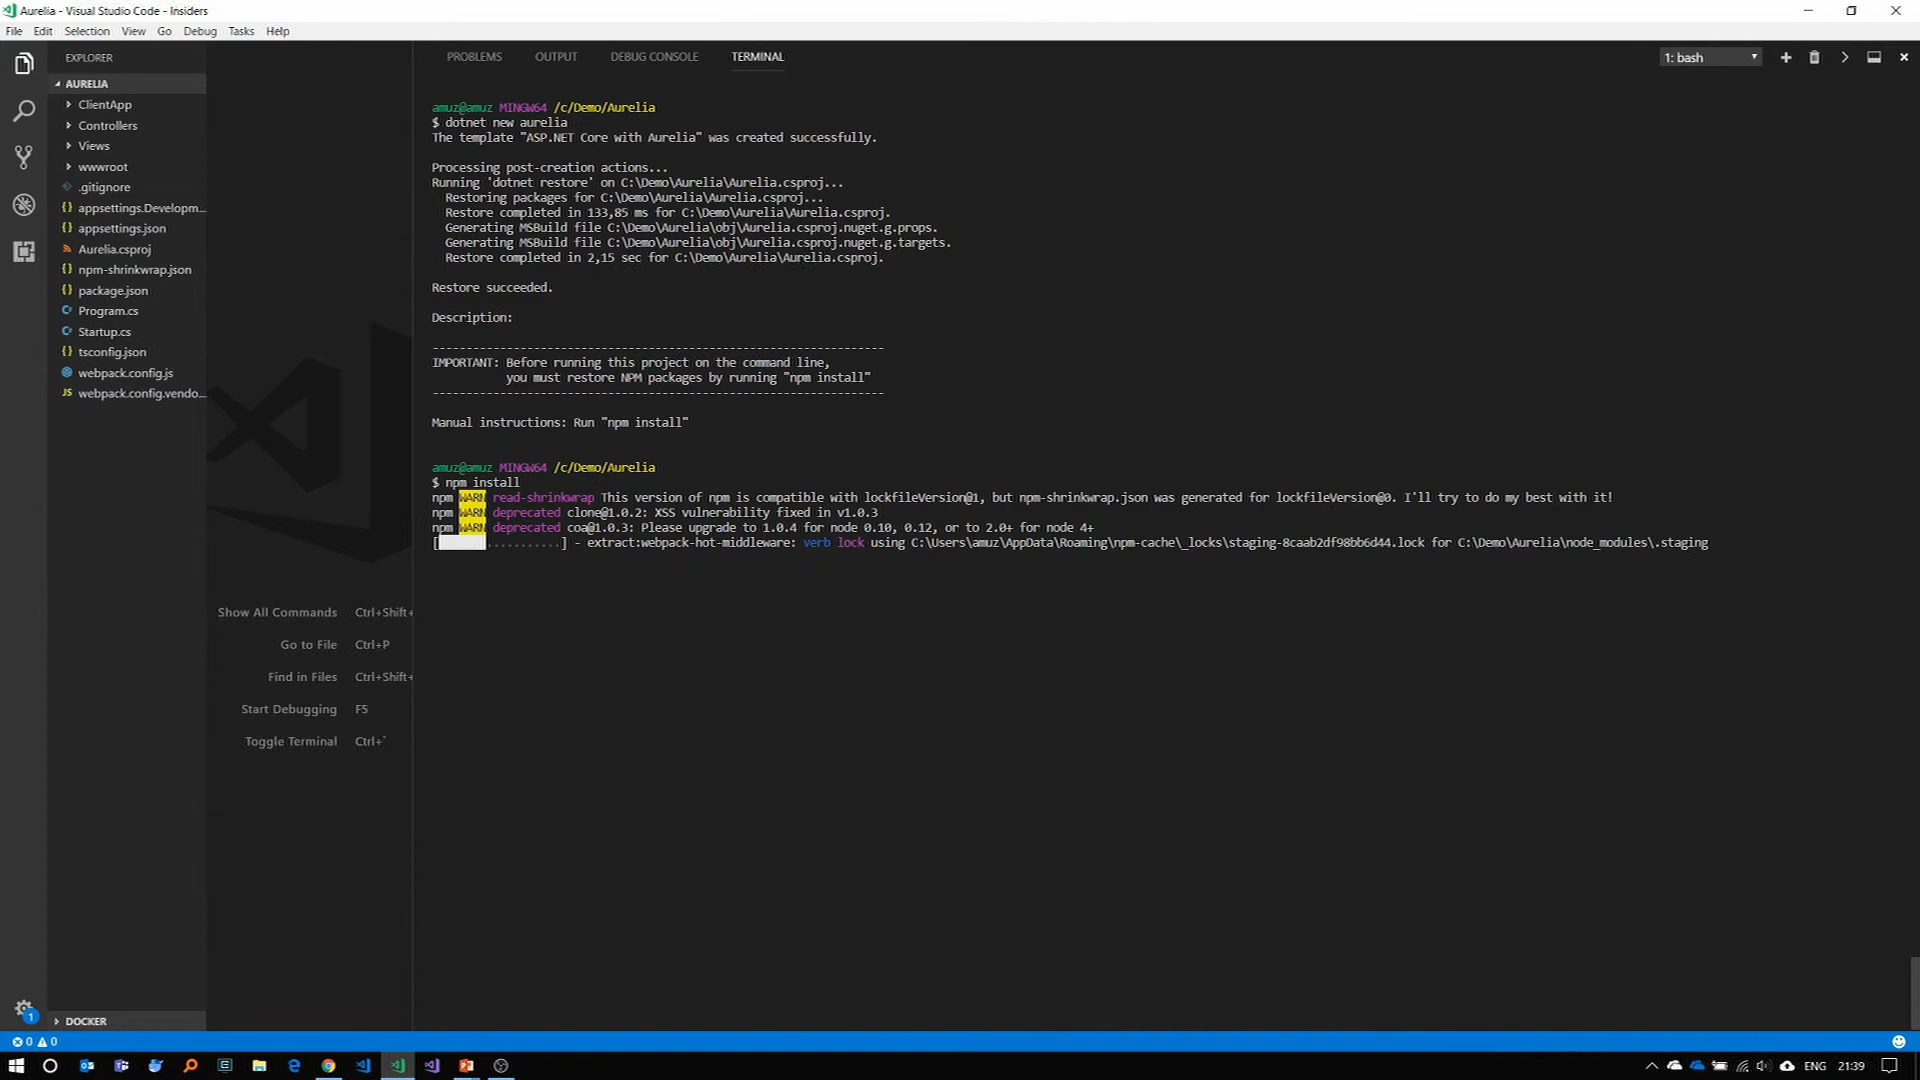 Aurelia - Visual Studio Code - Insiders
File Edit Selection View Go Debug Tasks Help
EXPLORER
AURELIA
ClientApp
Controllers
Views
wwwroot
.gitignore
appsettings.Developm...
appsettings.json
Aurelia.csproj
npm-shrinkwrap.json
package.json
Program.cs
Startup.cs
tsconfig.json
webpack.config.js
JS webpack.config.vendo...
DOCKER
Show All Commands Ctrl+Shift+
Go to File Ctrl+P
Find in Files Ctrl+Shift+
Start Debugging F5
Toggle Terminal Ctrl+`
PROBLEMS OUTPUT DEBUG CONSOLE TERMINAL
1: bash
amuz@amuz MINGW64 /c/Demo/Aurelia
$ dotnet new aurelia
The template "ASP.NET Core with Aurelia" was created successfully.
Processing post-creation actions...
Running 'dotnet restore' on C:\Demo\Aurelia\Aurelia.csproj...
Restoring packages for C:\Demo\Aurelia\Aurelia.csproj...
Restore completed in 133,85 ms for C:\Demo\Aurelia\Aurelia.csproj.
Generating MSBuild file C:\Demo\Aurelia\obj\Aurelia.csproj.nuget.g.props.
Generating MSBuild file C:\Demo\Aurelia\obj\Aurelia.csproj.nuget.g.targets.
Restore completed in 2,15 sec for C:\Demo\Aurelia\Aurelia.csproj.
Restore succeeded.
Description:
-------------------------------------------------------------------
IMPORTANT: Before running this project on the command line,
you must restore NPM packages by running "npm install"
-------------------------------------------------------------------
Manual instructions: Run "npm install"
amuz@amuz MINGW64 /c/Demo/Aurelia
$ npm install
npm WARN read-shrinkwrap This version of npm is compatible with lockfileVersion@1, but npm-shrinkwrap.json was generated for lockfileVersion@0. I'll try to do my best with it!
npm WARN deprecated clone@1.0.2: XSS vulnerability fixed in v1.0.3
npm WARN deprecated coa@1.0.3: Please upgrade to 1.0.4 for node 0.10, 0.12, or to 2.0+ for node 4+
[...........] - extract:webpack-hot-middleware: verb lock using C:\Users\amuz\AppData\Roaming\npm-cache\_locks\staging-8caab2df98bb6d44.lock for C:\Demo\Aurelia\node_modules\.staging
1
0 0
ENG 21:39